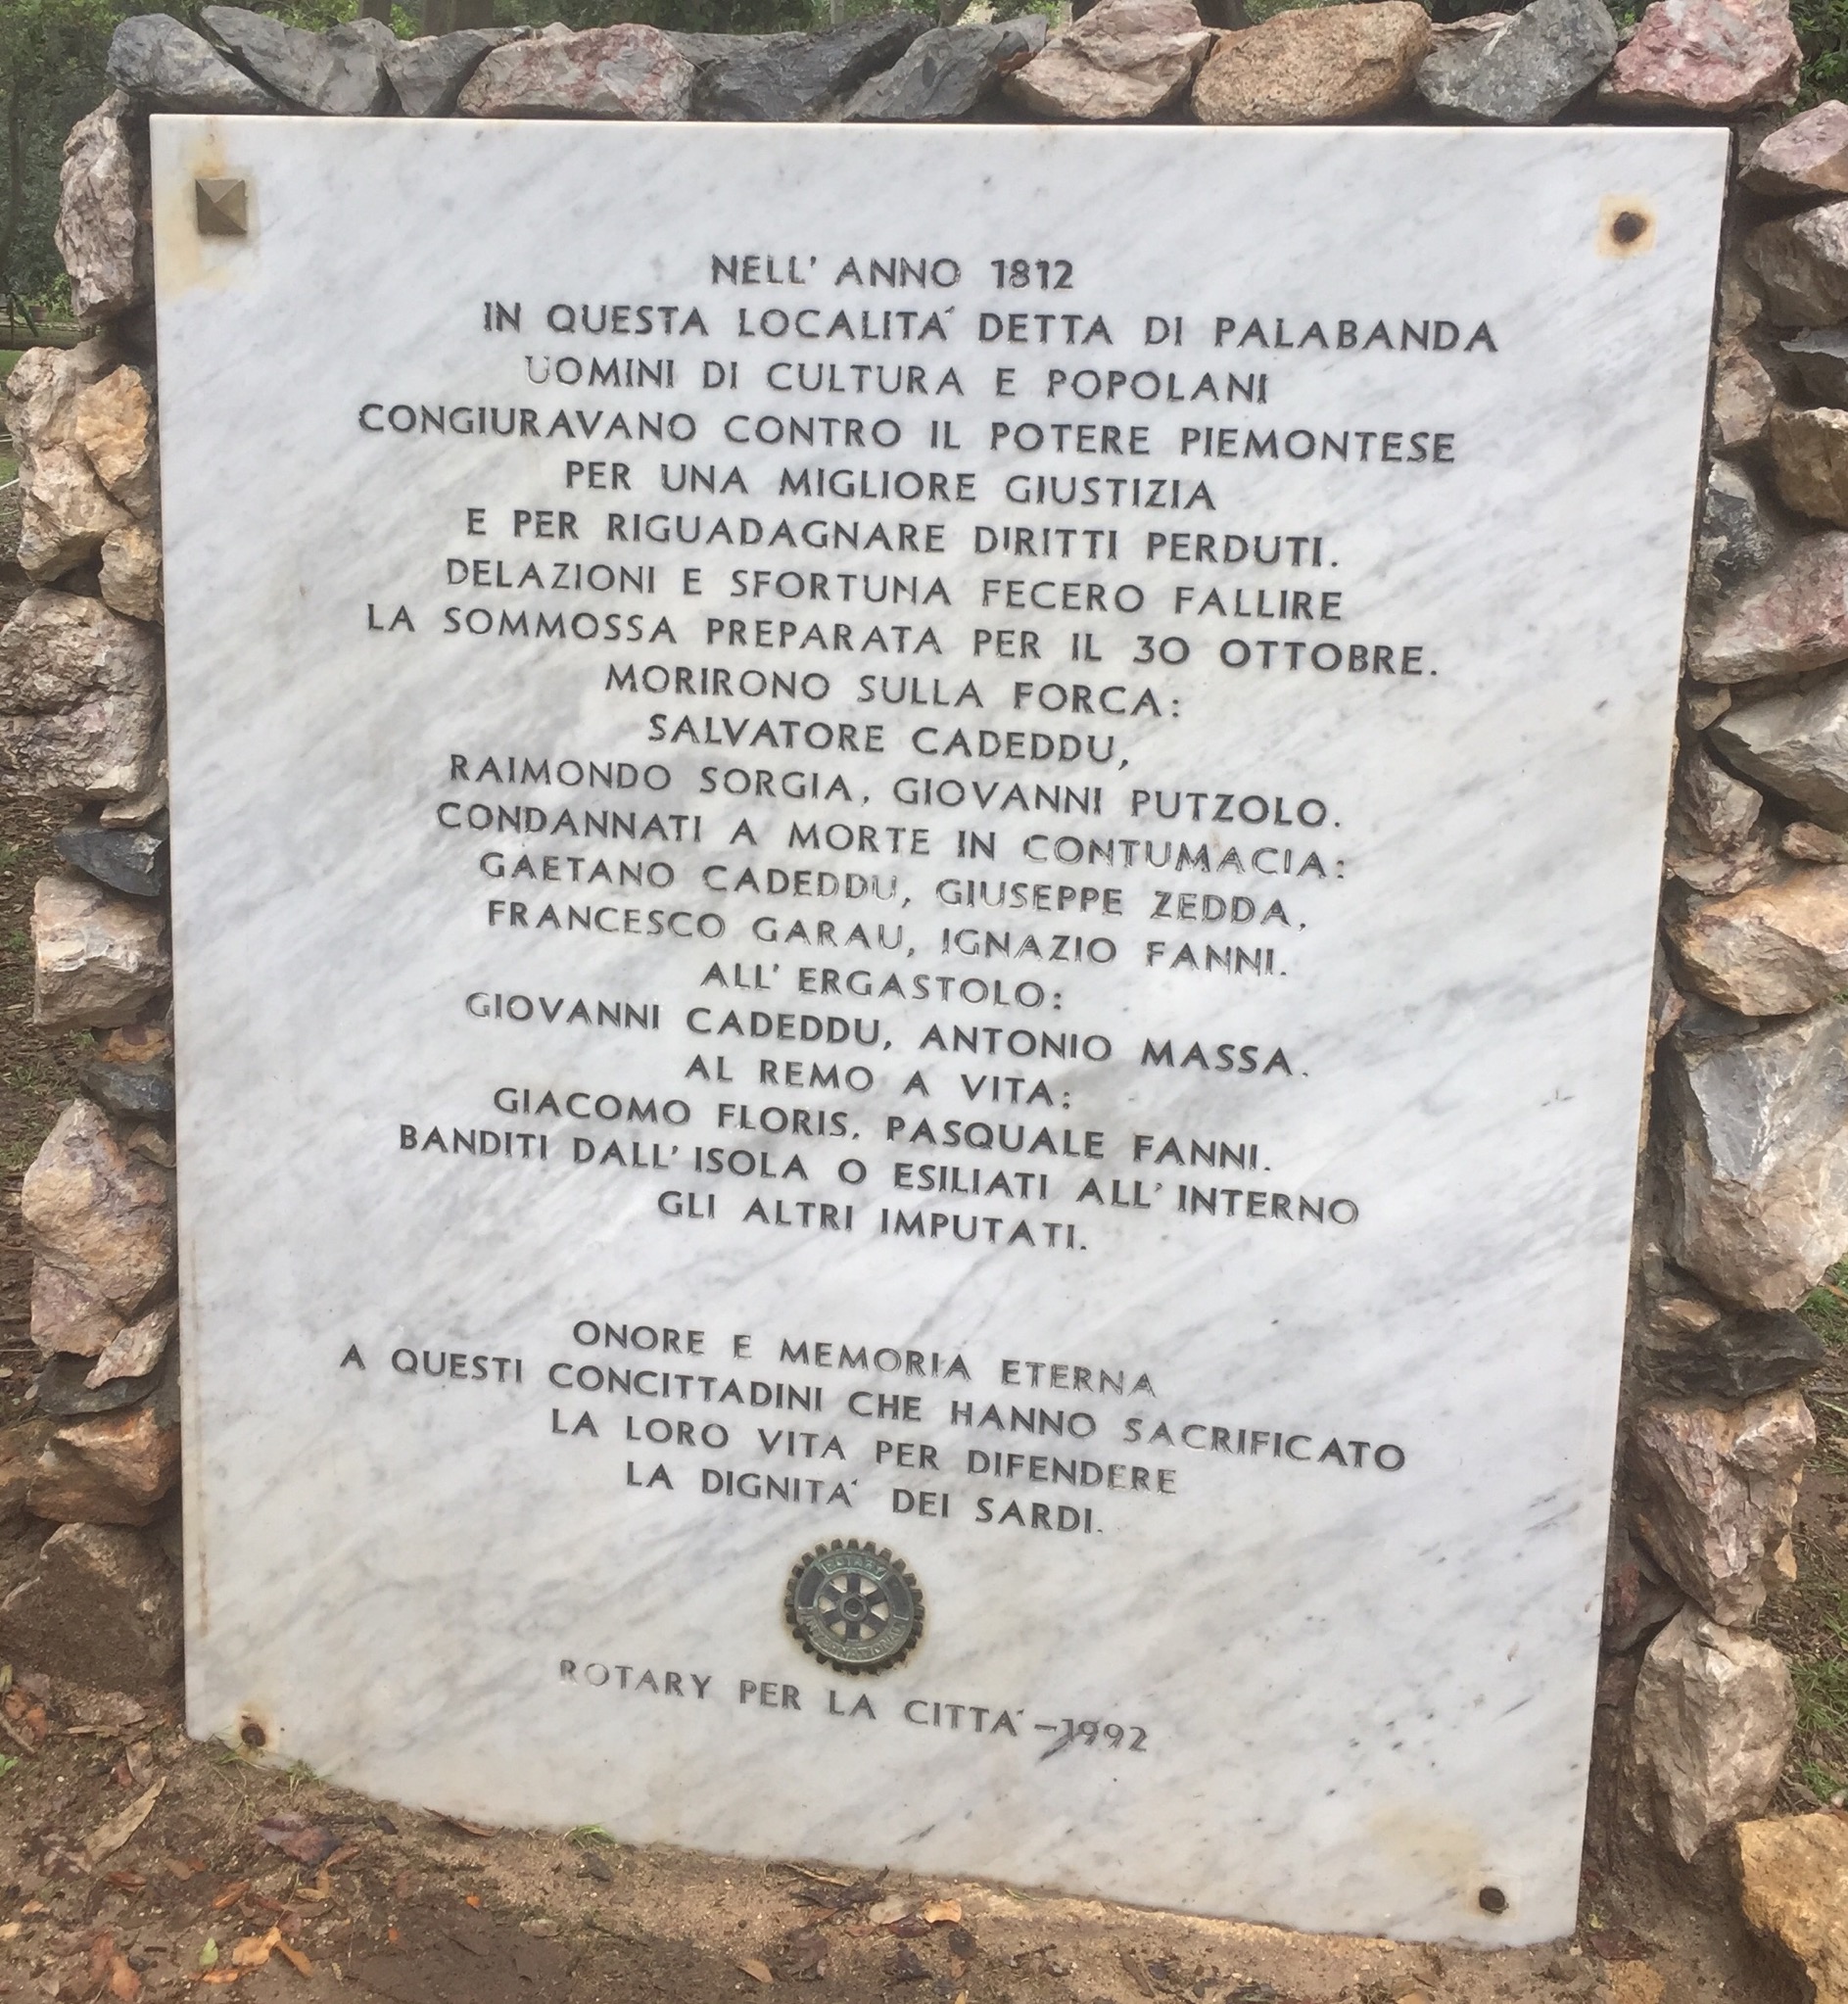 NELL' ANNO 1812
IN QUESTA LOCALITA' DETTA DI PALABANDA
UOMINI DI CULTURA E POPOLANI
CONGIURAVANO CONTRO IL POTERE PIEMONTESE
PER UNA MIGLIORE GIUSTIZIA
E PER RIGUADAGNARE DIRITTI PERDUTI.
DELAZIONI E SFORTUNA FECERO FALLIRE
LA SOMMOSSA PREPARATA PER IL 30 OTTOBRE.
MORIRONO SULLA FORCA:
SALVATORE CADEDDU,
RAIMONDO SORGIA, GIOVANNI PUTZOLO.
CONDANNATI A MORTE IN CONTUMACIA:
GAETANO CADEDDU, GIUSEPPE ZEDDA,
FRANCESCO GARAU, IGNAZIO FANNI.
ALL' ERGASTOLO:
GIOVANNI CADEDDU, ANTONIO MASSA.
AL REMO A VITA:
GIACOMO FLORIS, PASQUALE FANNI.
BANDITI DALL' ISOLA O ESILIATI ALL' INTERNO
GLI ALTRI IMPUTATI.
ONORE E MEMORIA ETERNA
A QUESTI CONCITTADINI CHE HANNO SACRIFICATO
LA LORO VITA PER DIFENDERE
LA DIGNITA' DEI SARDI.
ROTARY
INTERNATIONAL
ROTARY PER LA CITTA' -1992